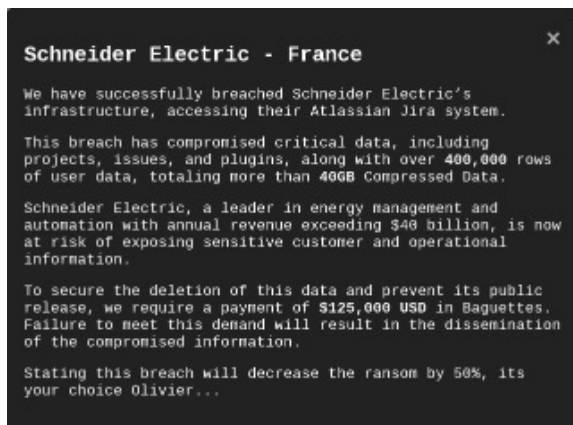 Schneider Electric - France
We have successfully breached Schneider Electric's
infrastructure, accessing their Atlassian Jira system.
This breach has compromised critical data, including
projects, issues, and plugins, along with over 400,000 rows
of user data, totaling more than 40GB Compressed Data.
Schneider Electric, a leader in energy management and
automation with annual revenue exceeding $40 billion, is now
at risk of exposing sensitive customer and operational
information.
To secure the deletion of this data and prevent its public
release, we require a payment of $125,000 USD in Baguettes.
Failure to meet this demand will result in the dissemination
of the compromised information.
Stating this breach will decrease the ransom by 50%, its
your choice Olivier...